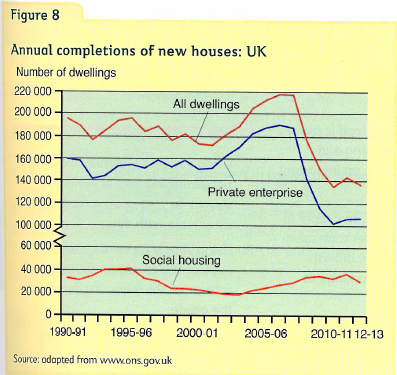 Figure 8
Annual completions of new houses: UK
Number of dwellings
220 000
200 000
180 000
160 000
140 000
120 000
100 000
60 000
40 000
20 000
0
All dwellings
Private enterprise
Social housing
1990-91 1995-96 2000-01 2005-06 2010-11 12-13
Source: adapted from www.ons.gov.uk